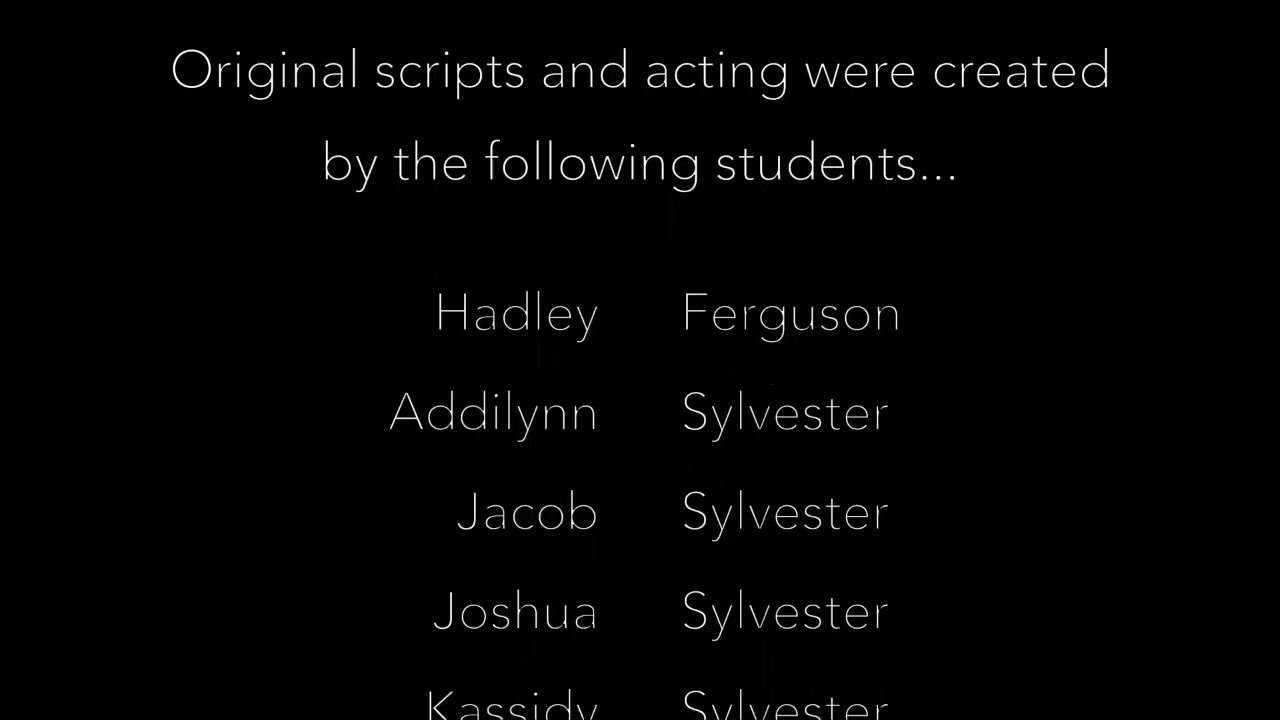 Original scripts and acting were created
by the following students...
Hadley Ferguson
Addilynn Sylvester
Jacob Sylvester
Joshua Sylvester
Kassidy Sylvester